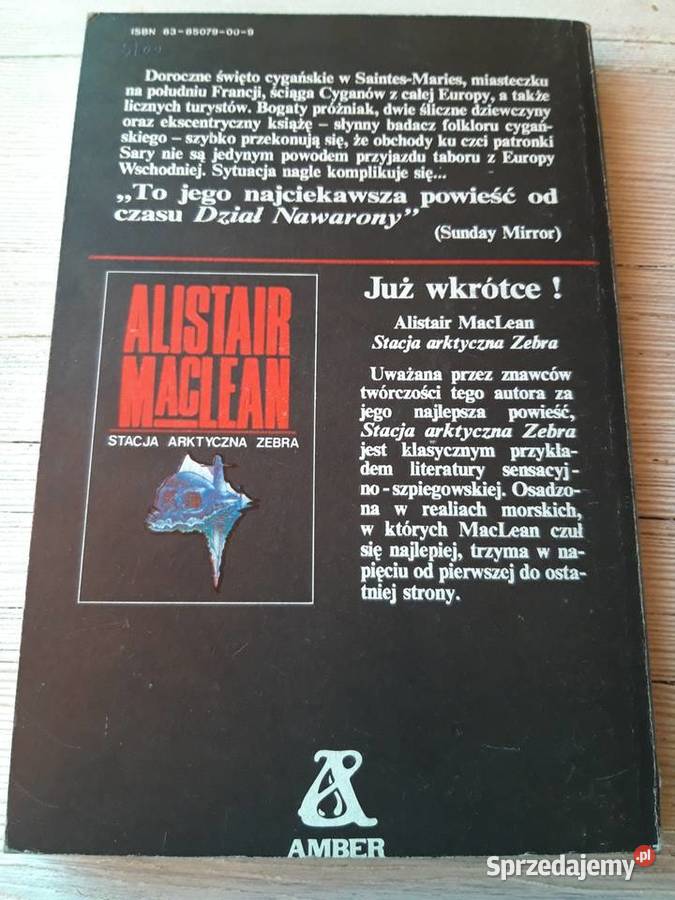 ISBN 83-85079-00-9
Doroczne święto cygańskie w Saintes-Maries, miasteczku
na południu Francji, ściąga Cyganów z całej Europy, a także
licznych turystów. Bogaty próżniak, dwie śliczne dziewczyny
oraz ekscentryczny książę – słynny badacz folkloru cygań-
skiego – szybko przekonują się, że obchody ku czci patronki
Sary nie są jedynym powodem przyjazdu taboru z Europy
Wschodniej. Sytuacja nagle komplikuje się...
„To jego najciekawsza powieść od
czasu Dział Nawarony”
(Sunday Mirror)
ALISTAIR
MACLEAN
STACJA ARKTYCZNA ZEBRA
Już wkrótce !
Alistair MacLean
Stacja arktyczna Zebra
Uważana przez znawców
twórczości tego autora za
jego najlepsza powieść,
Stacja arktyczna Zebra
jest klasycznym przykła-
dem literatury sensacyj-
no-szpiegowskiej. Osadzo-
na w realiach morskich,
w których MacLean czuł
się najlepiej, trzyma w na-
pięciu od pierwszej do osta-
tniej strony.
AMBER
Sprzedajemy.pl